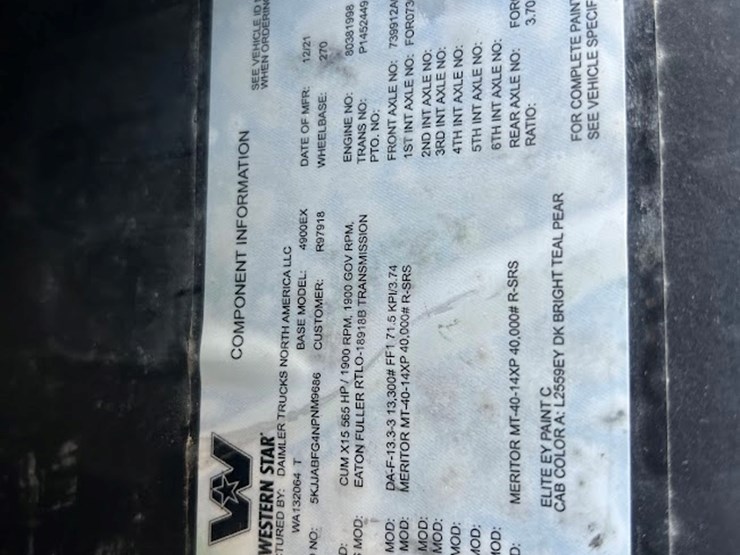 COMPONENT INFORMATION
SEE VEHICLE ID
WHEN ORDERING
WESTERN STAR
TURED BY: DAIMLER TRUCKS NORTH AMERICA LLC
WA132064 T BASE MODEL: 4900EX DATE OF MFR: 12/21
NO: 5KJJABFG4NPNM9686 CUSTOMER: R97918 WHEELBASE: 270
D: CUM X15 565 HP / 1900 RPM, 1900 GOV RPM, ENGINE NO: 80381998
MOD: EATON FULLER RTLO-18918B TRANSMISSION TRANS NO: P1452449
PTO. NO:
MOD: DA-F-13.3-3 13,300# FF1 71.5 KPI/3.74 FRONT AXLE NO: 739912A
MOD: MERITOR MT-40-14XP 40,000# R-SRS 1ST INT AXLE NO: FOR073
MOD: 2ND INT AXLE NO:
MOD: 3RD INT AXLE NO:
MOD: 4TH INT AXLE NO:
MOD: 5TH INT AXLE NO:
MOD: 6TH INT AXLE NO:
D: MERITOR MT-40-14XP 40,000# R-SRS REAR AXLE NO: FOR
RATIO: 3.70
ELITE EY PAINT C FOR COMPLETE PAIN
CAB COLOR A: L2559EY DK BRIGHT TEAL PEAR SEE VEHICLE SPECIF